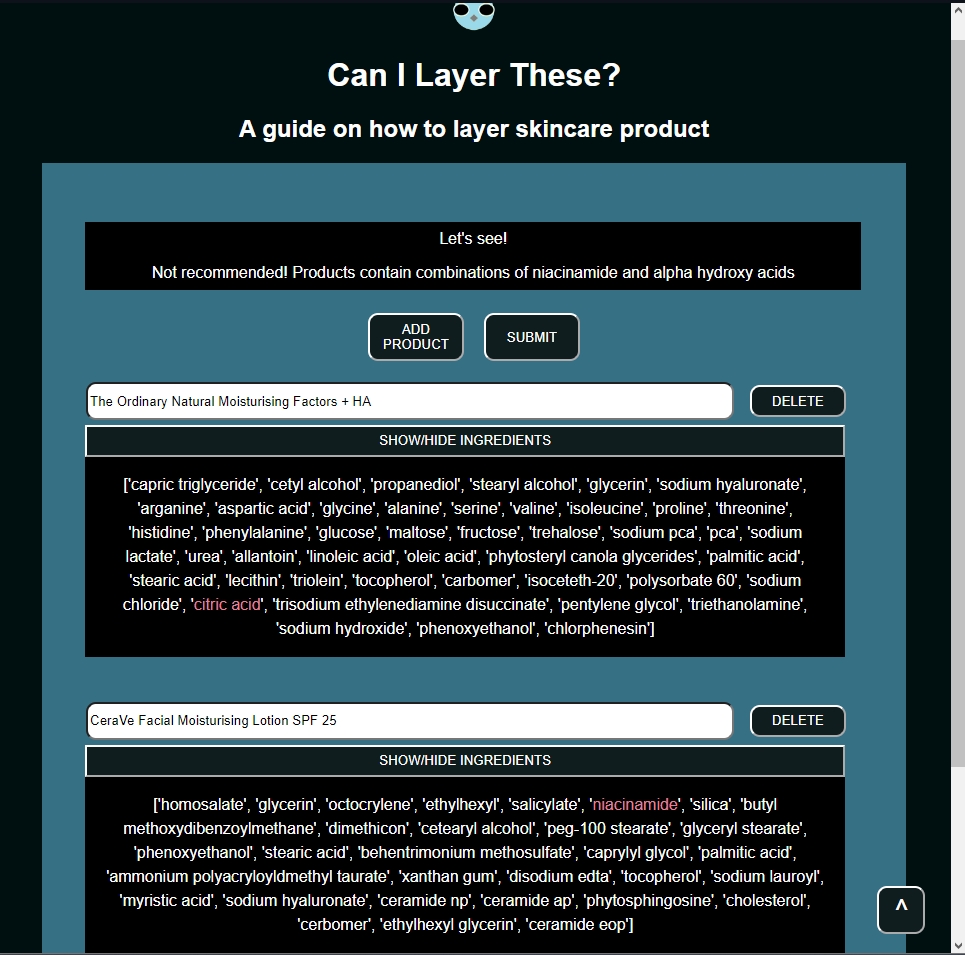 Can I Layer These?
A guide on how to layer skincare product
Let's see!
Not recommended! Products contain combinations of niacinamide and alpha hydroxy acids
ADD
PRODUCT
SUBMIT
The Ordinary Natural Moisturising Factors + HA
DELETE
SHOW/HIDE INGREDIENTS
['capric triglyceride', 'cetyl alcohol', 'propanediol', 'stearyl alcohol', 'glycerin', 'sodium hyaluronate',
'arganine', 'aspartic acid', 'glycine', 'alanine', 'serine', 'valine', 'isoleucine', 'proline', 'threonine',
'histidine', 'phenylalanine', 'glucose', 'maltose', 'fructose', 'trehalose', 'sodium pca', 'pca', 'sodium
lactate', 'urea', 'allantoin', 'linoleic acid', 'oleic acid', 'phytosteryl canola glycerides', 'palmitic acid',
'stearic acid', 'lecithin', 'triolein', 'tocopherol', 'carbomer', 'isoceteth-20', 'polysorbate 60', 'sodium
chloride', 'citric acid', 'trisodium ethylenediamine disuccinate', 'pentylene glycol', 'triethanolamine',
'sodium hydroxide', 'phenoxyethanol', 'chlorphenesin']
CeraVe Facial Moisturising Lotion SPF 25
DELETE
SHOW/HIDE INGREDIENTS
['homosalate', 'glycerin', 'octocrylene', 'ethylhexyl', 'salicylate', 'niacinamide', 'silica', 'butyl
methoxydibenzoylmethane', 'dimethicon', 'cetearyl alcohol', 'peg-100 stearate', 'glyceryl stearate',
'phenoxyethanol', 'stearic acid', 'behentrimonium methosulfate', 'caprylyl glycol', 'palmitic acid',
'ammonium polyacryloyldmethyl taurate', 'xanthan gum', 'disodium edta', 'tocopherol', 'sodium lauroyl',
'myristic acid', 'sodium hyaluronate', 'ceramide np', 'ceramide ap', 'phytosphingosine', 'cholesterol',
'cerbomer', 'ethylhexyl glycerin', 'ceramide eop']
^